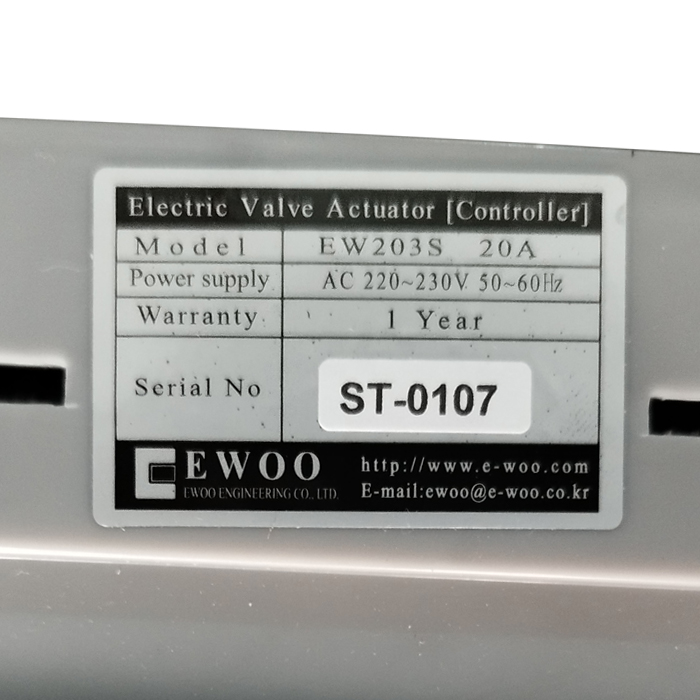 Electric Valve Actuator [Controller]
Model EW203S 20A
Power supply AC 220~230V 50~60Hz
Warranty 1 Year
Serial No ST-0107
EWOO http://www.e-woo.com
EWOO ENGINEERING CO., LTD. E-mail:ewoo@e-woo.co.kr